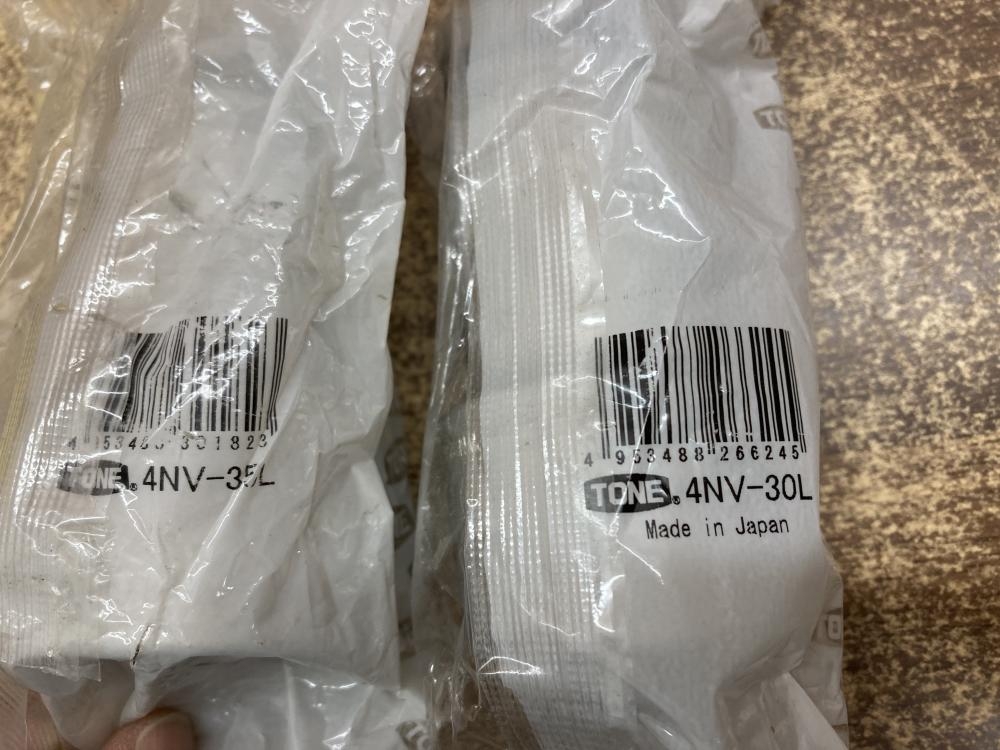 4 953488 301823
TONE® 4NV-35L
4 953488 266245
TONE® 4NV-30L
Made in Japan